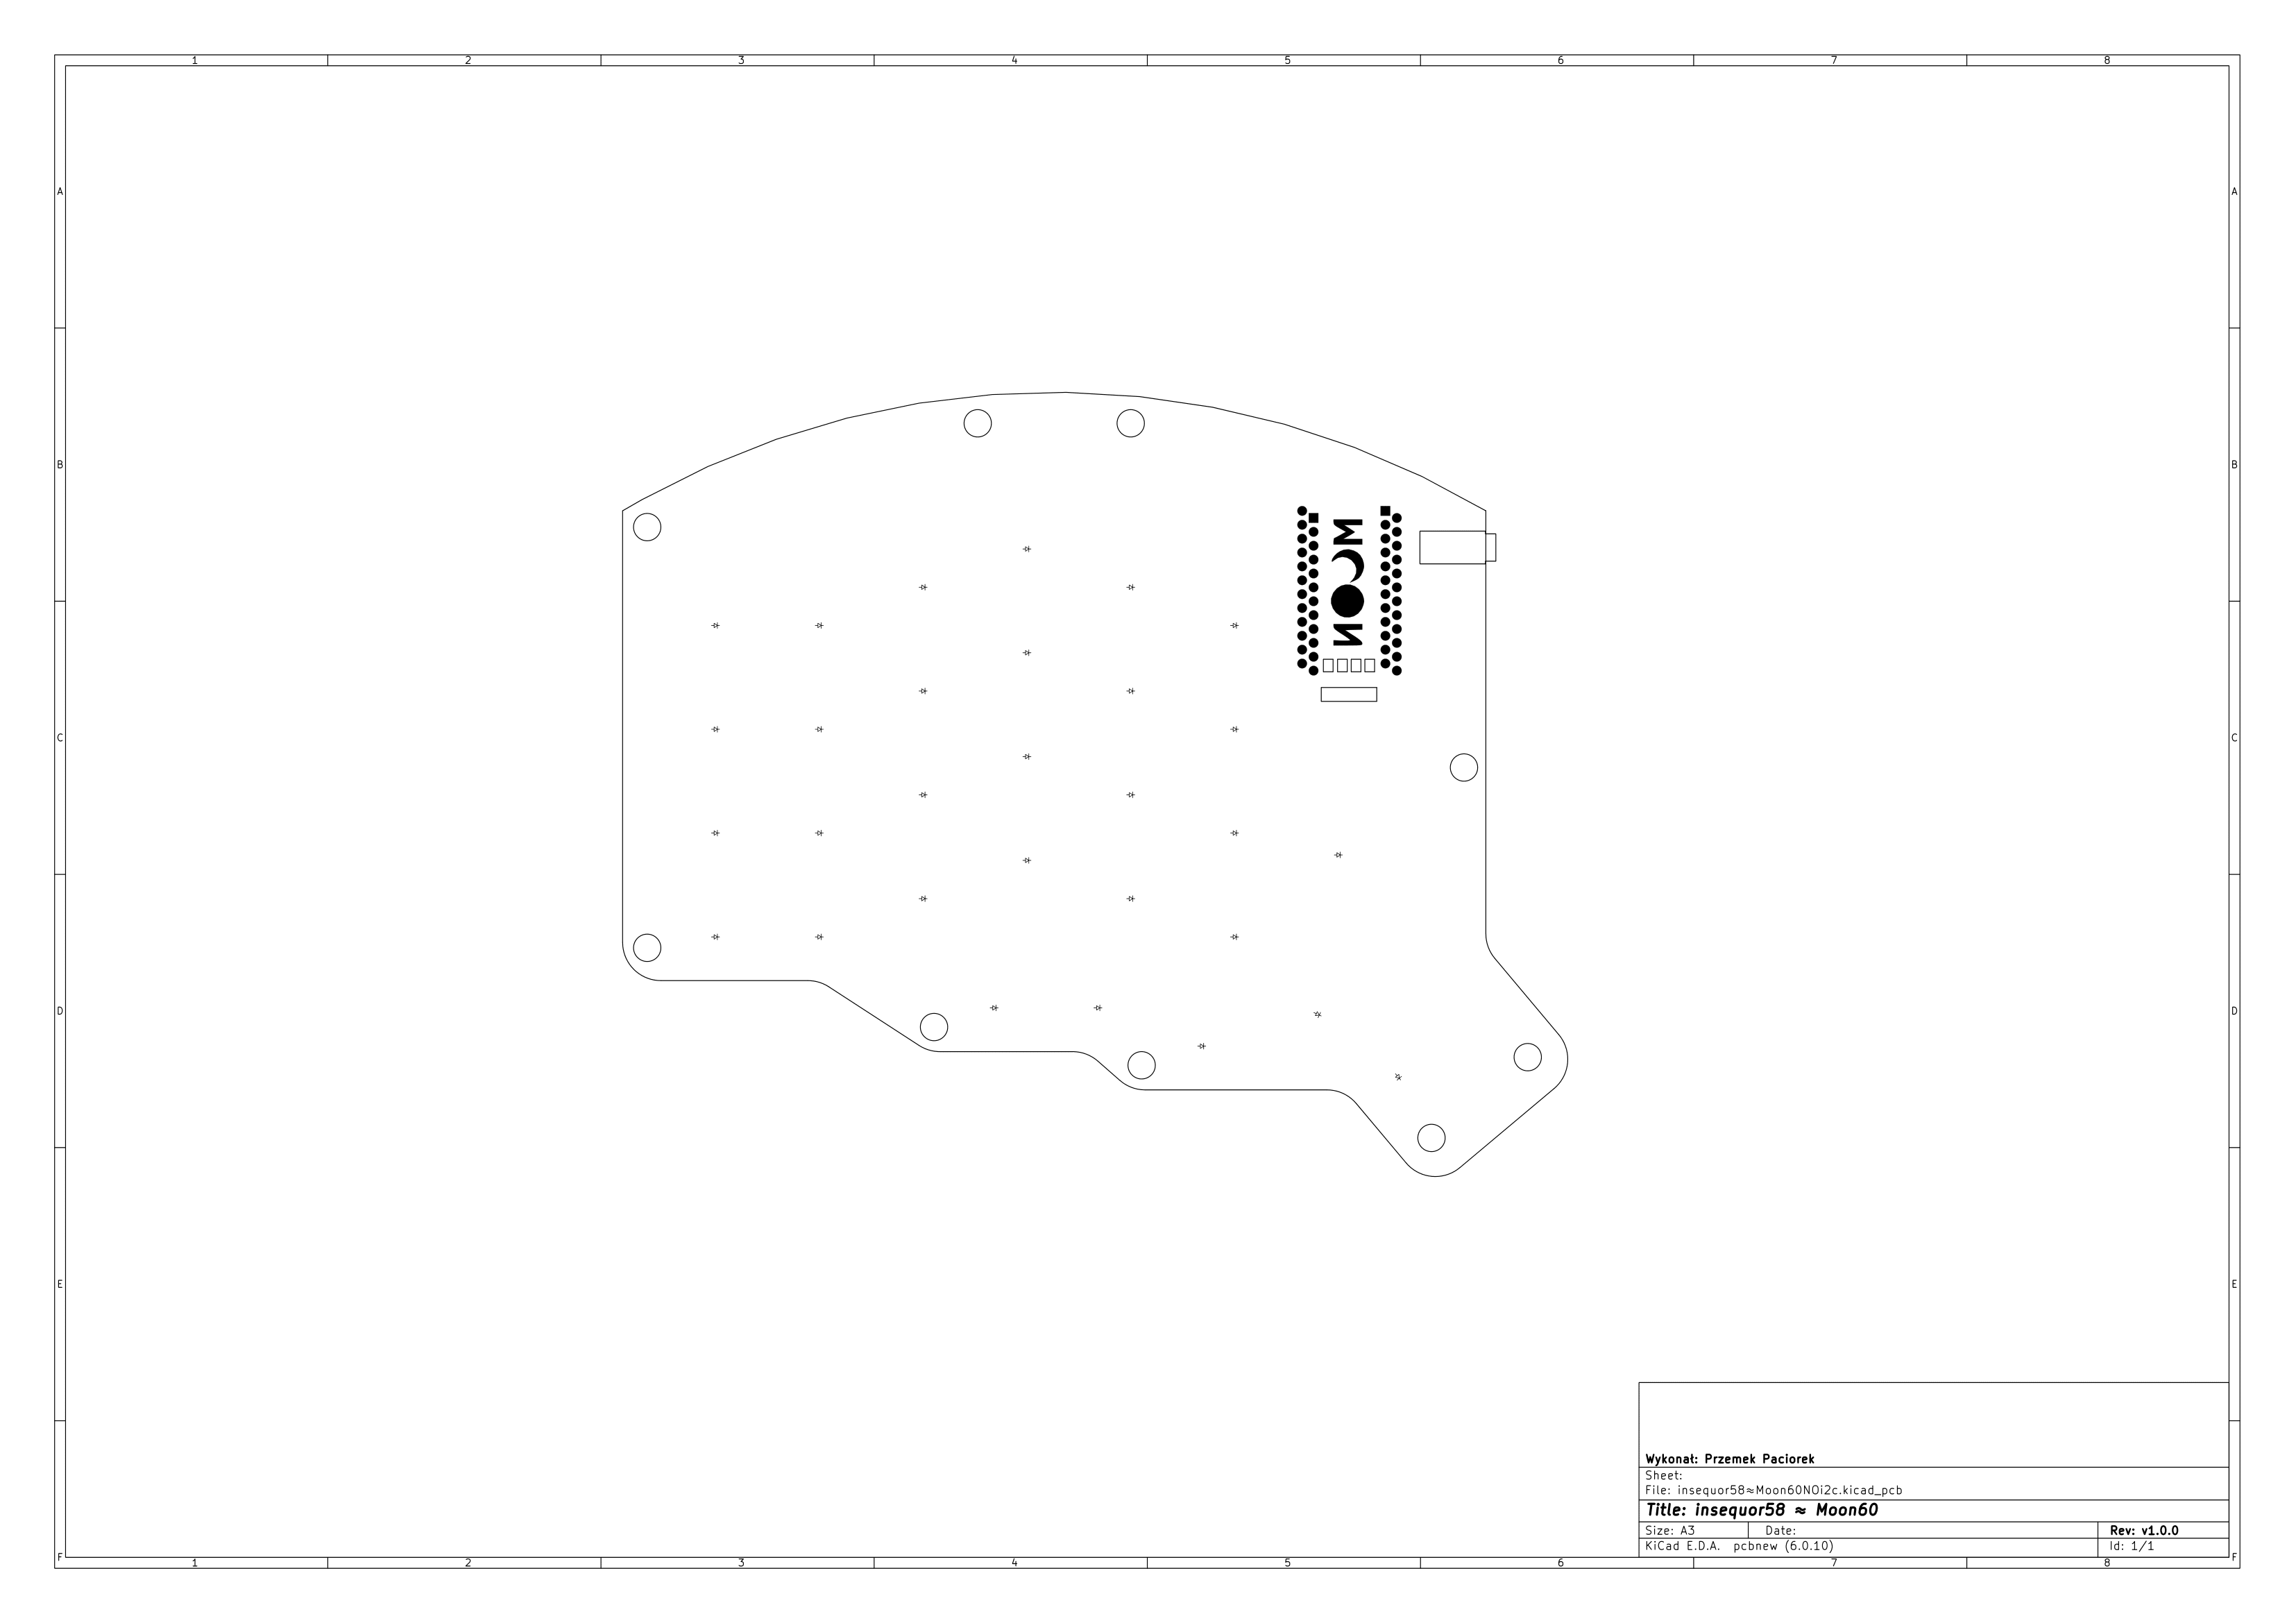 1 2 3 4 5 6 7 8
A A
B B
MOON
C C
D D
E E
Wykonał: Przemek Paciorek
Sheet:
File: insequor58≈Moon60NOi2c.kicad_pcb
Title: insequor58 ≈ Moon60
Size: A3 Date: Rev: v1.0.0
KiCad E.D.A. pcbnew (6.0.10) Id: 1/1
F F
1 2 3 4 5 6 7 8